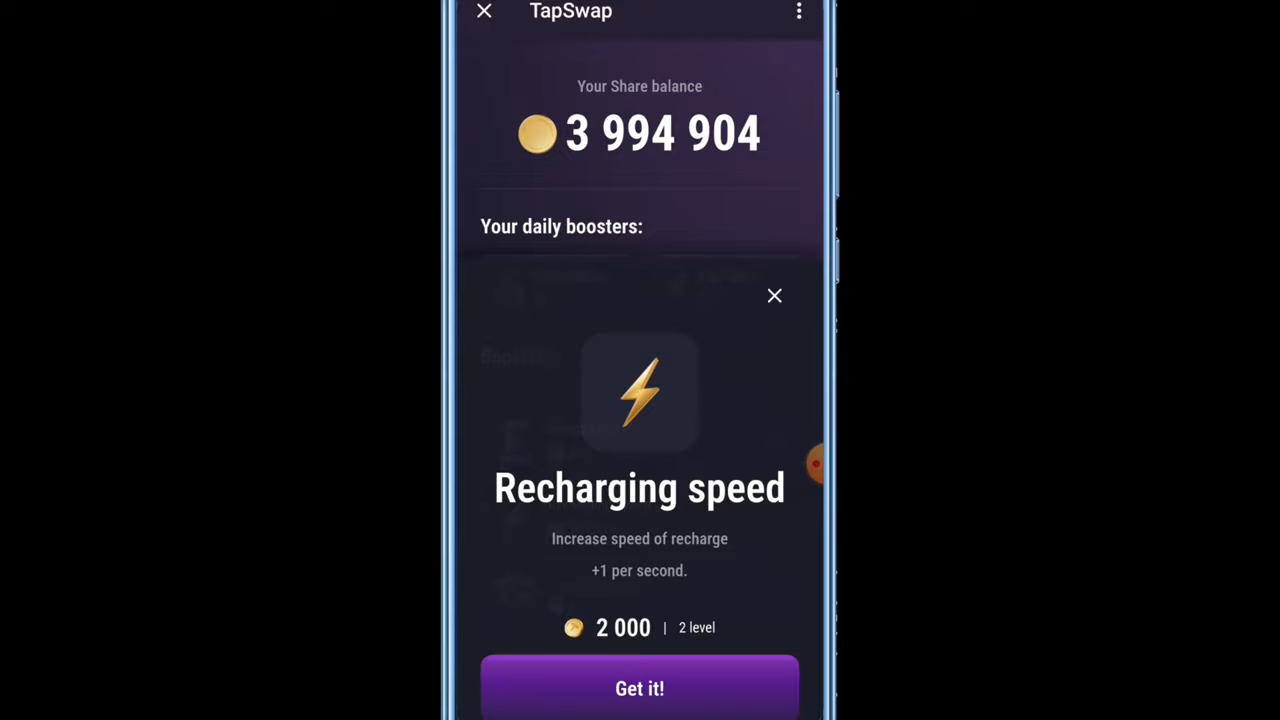 TapSwap
Your Share balance
3 994 904
Your daily boosters:
Recharging speed
Increase speed of recharge
+1 per second.
2 000 | 2 level
Get it!